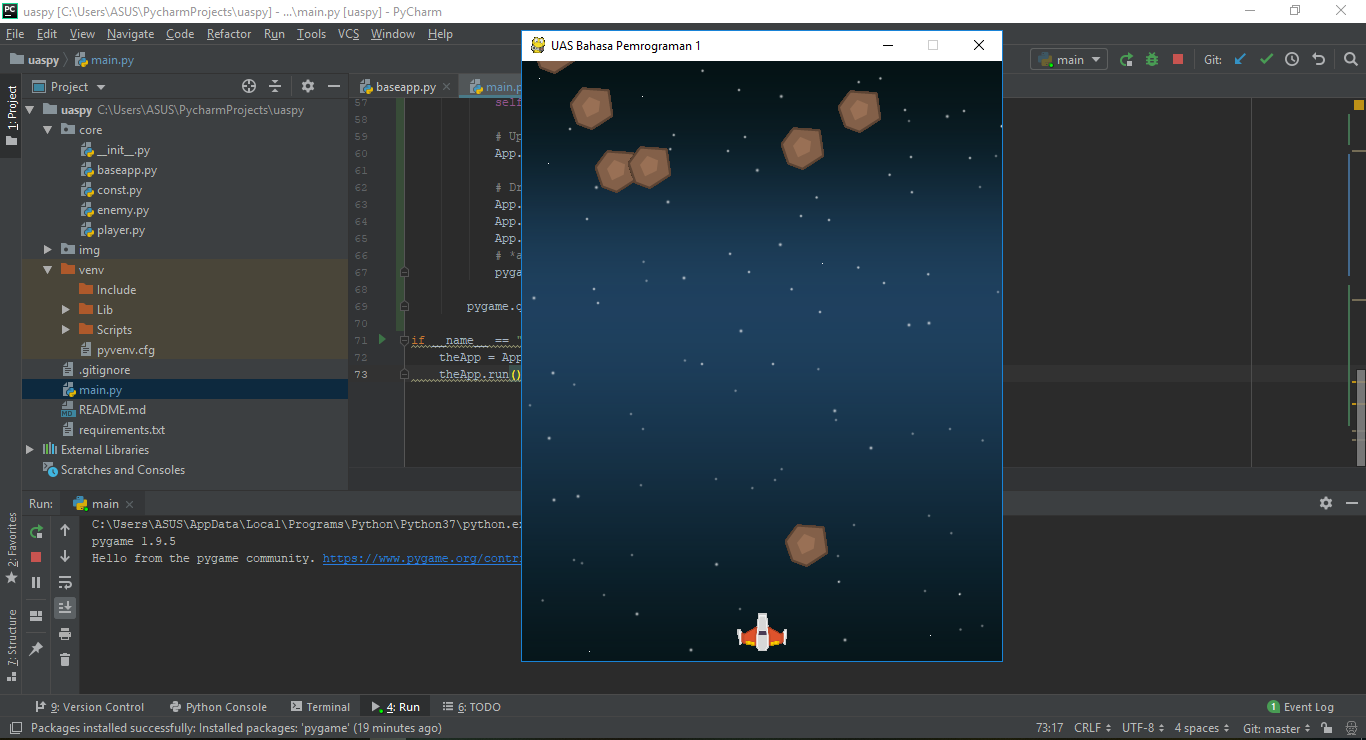 uaspy [C:\Users\ASUS\PycharmProjects\uaspy] - ...\main.py [uaspy] - PyCharm
File Edit View Navigate Code Refactor Run Tools VCS Window Help
uaspy main.py
main Git:
UAS Bahasa Pemrograman 1
1: Project
Project
baseapp.py main.p
uaspy C:\Users\ASUS\PycharmProjects\uaspy
core
__init__.py
baseapp.py
const.py
enemy.py
player.py
img
venv
Include
Lib
Scripts
pyvenv.cfg
.gitignore
main.py
README.md
requirements.txt
External Libraries
Scratches and Consoles
57 self
58
59 # Up
60 App.
61
62 # Dr
63 App.
64 App.
65 App.
66 # *a
67 pyga
68
69 pygame.q
70
71 if __name__ == "
72 theApp = App
73 theApp.run()
Run: main
C:\Users\ASUS\AppData\Local\Programs\Python\Python37\python.ex
pygame 1.9.5
Hello from the pygame community. https://www.pygame.org/contri
2: Favorites
7: Structure
9: Version Control Python Console Terminal 4: Run 6: TODO 1 Event Log
Packages installed successfully: Installed packages: 'pygame' (19 minutes ago) 73:17 CRLF UTF-8 4 spaces Git: master